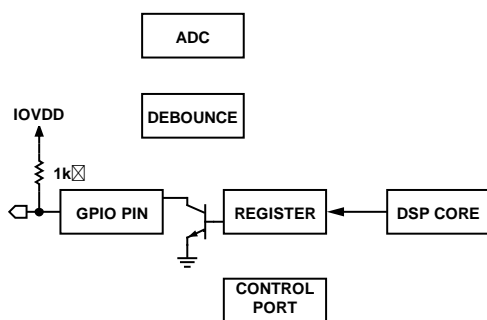 ADC
DEBOUNCE
IOVDD
1k☒
GPIO PIN
REGISTER
DSP CORE
CONTROL
PORT